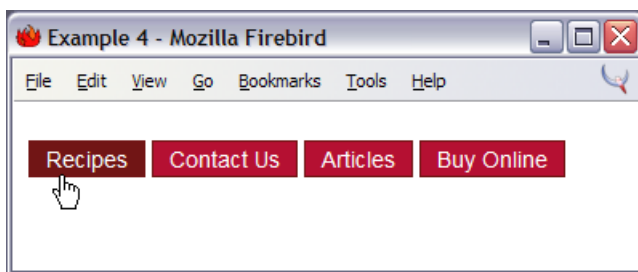 Example 4 - Mozilla Firebird
File Edit View Go Bookmarks Tools Help
Recipes Contact Us Articles Buy Online